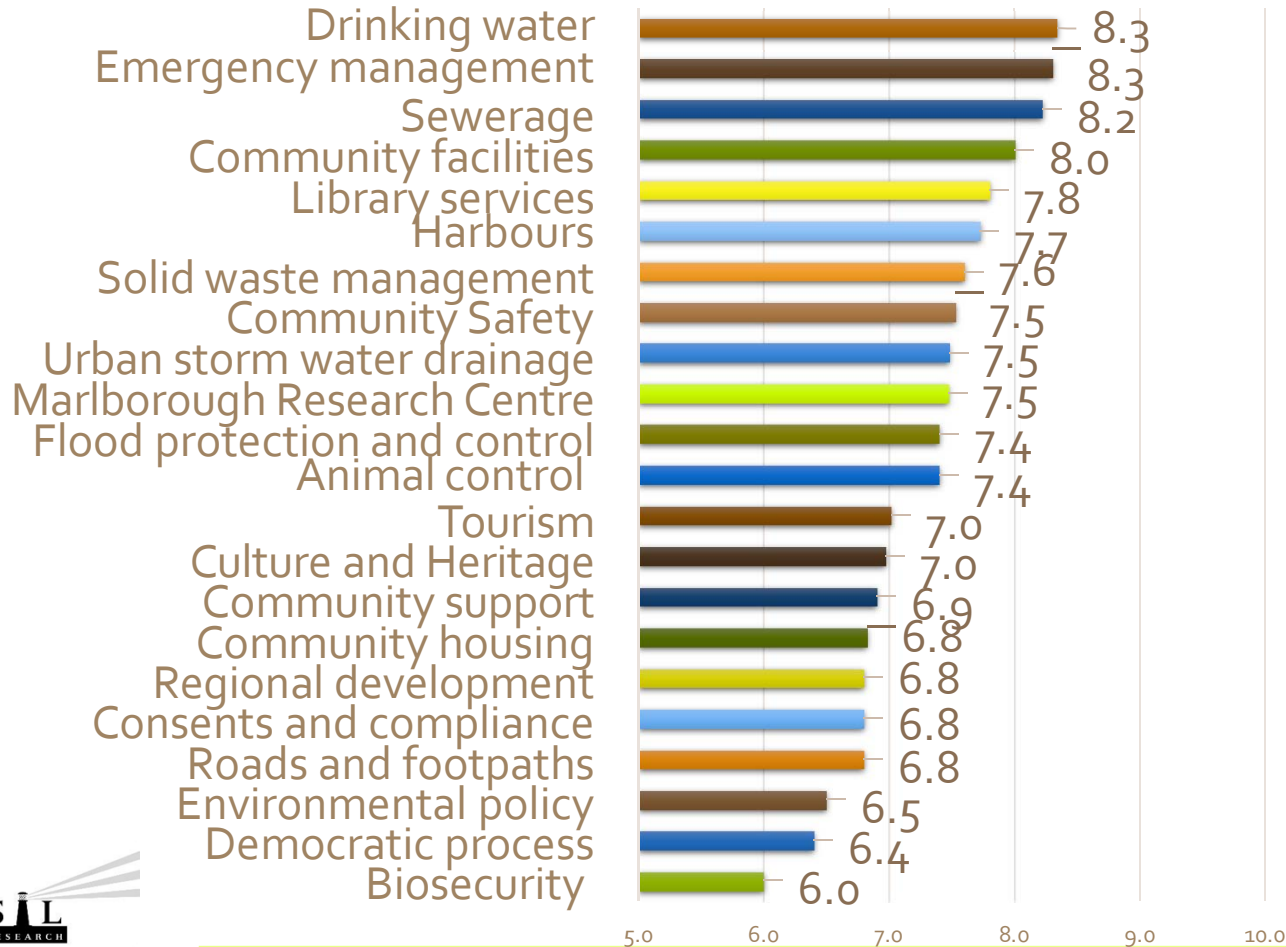 Drinking water 8.3
Emergency management 8.3
Sewerage 8.2
Community facilities 8.0
Library services 7.8
Harbours 7.7
Solid waste management 7.6
Community Safety 7.5
Urban storm water drainage 7.5
Marlborough Research Centre 7.5
Flood protection and control 7.4
Animal control 7.4
Tourism 7.0
Culture and Heritage 7.0
Community support 6.9
Community housing 6.8
Regional development 6.8
Consents and compliance 6.8
Roads and footpaths 6.8
Environmental policy 6.5
Democratic process 6.4
Biosecurity 6.0
5.0 6.0 7.0 8.0 9.0 10.0